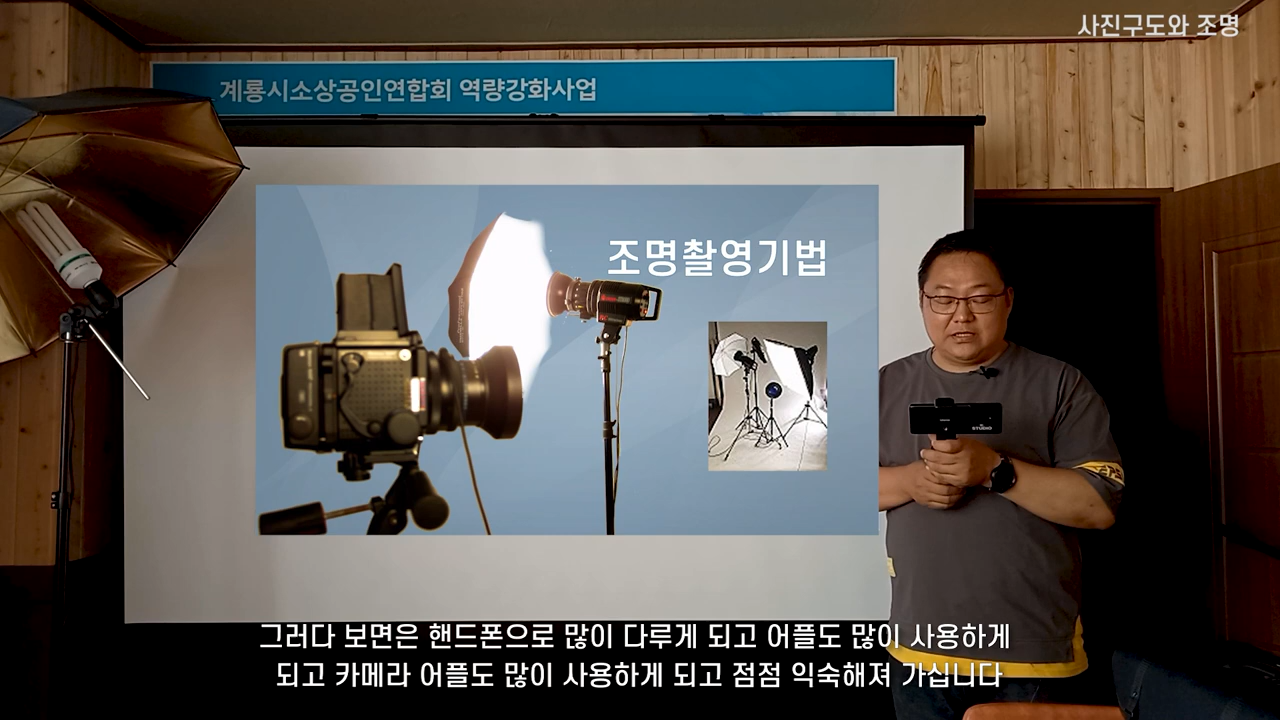 사진구도와 조명
계룡시소상공인연합회 역량강화사업
조명촬영기법
STUDIO
그러다 보면은 핸드폰으로 많이 다루게 되고 어플도 많이 사용하게
되고 카메라 어플도 많이 사용하게 되고 점점 익숙해져 가십니다